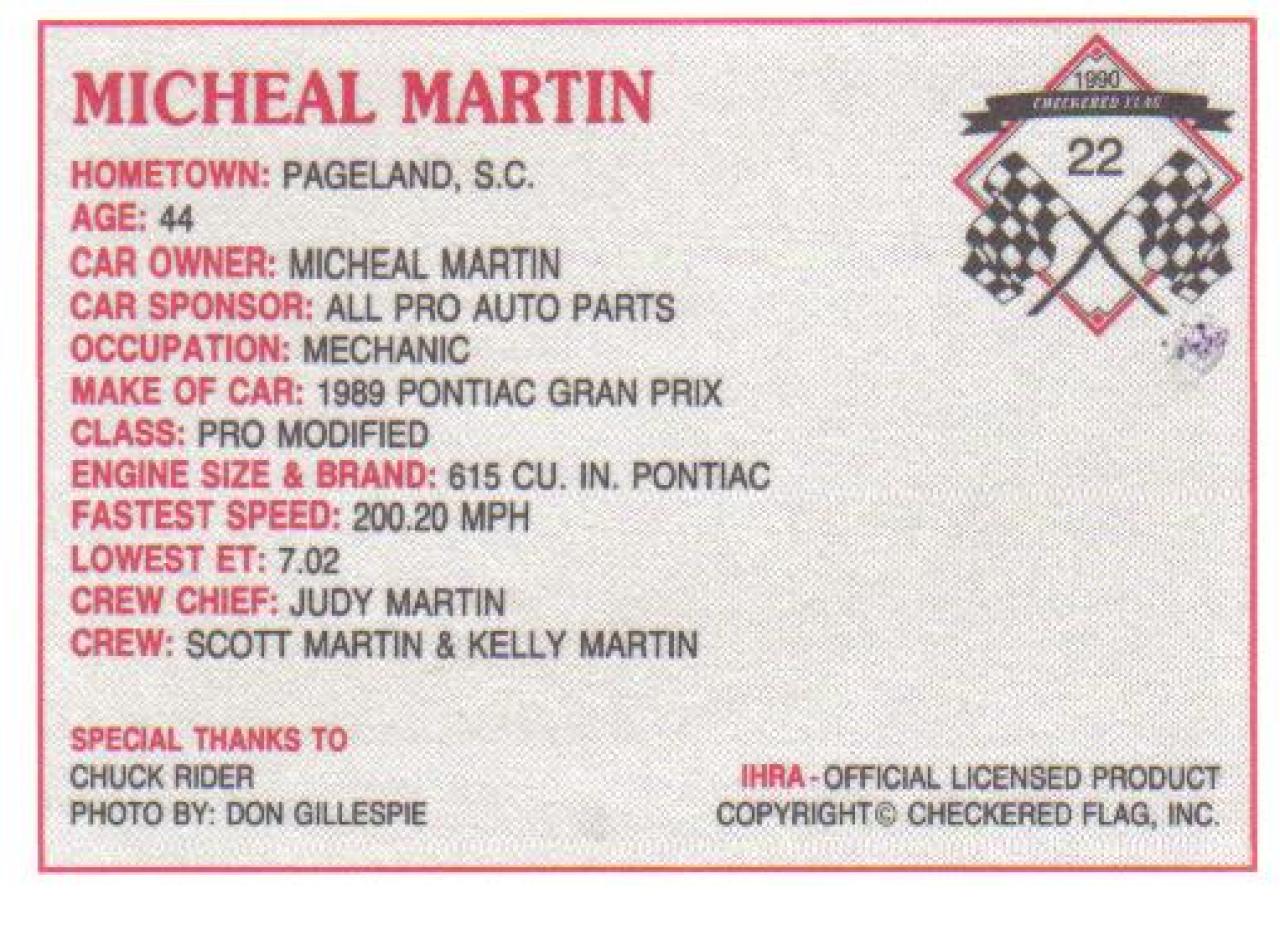 MICHEAL MARTIN
HOMETOWN: PAGELAND, S.C.
AGE: 44
CAR OWNER: MICHEAL MARTIN
CAR SPONSOR: ALL PRO AUTO PARTS
OCCUPATION: MECHANIC
MAKE OF CAR: 1989 PONTIAC GRAN PRIX
CLASS: PRO MODIFIED
ENGINE SIZE & BRAND: 615 CU. IN. PONTIAC
FASTEST SPEED: 200.20 MPH
LOWEST ET: 7.02
CREW CHIEF: JUDY MARTIN
CREW: SCOTT MARTIN & KELLY MARTIN
1990
CHECKERED FLAG
22
SPECIAL THANKS TO
CHUCK RIDER
PHOTO BY: DON GILLESPIE
IHRA - OFFICIAL LICENSED PRODUCT
COPYRIGHT © CHECKERED FLAG, INC.